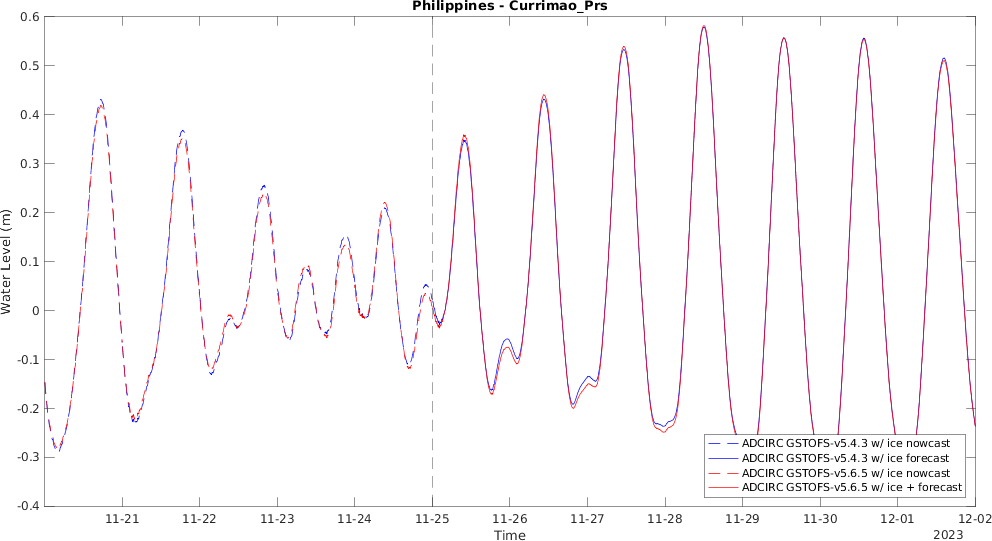 Philippines - Currimao_Prs
Water Level (m)
0.6
0.5
0.4
0.3
0.2
0.1
0
-0.1
-0.2
-0.3
-0.4
ADCIRC GSTOFS-v5.4.3 w/ ice nowcast
ADCIRC GSTOFS-v5.4.3 w/ ice forecast
ADCIRC GSTOFS-v5.6.5 w/ ice nowcast
ADCIRC GSTOFS-v5.6.5 w/ ice + forecast
11-21 11-22 11-23 11-24 11-25 11-26 11-27 11-28 11-29 11-30 12-01 12-02
Time
2023